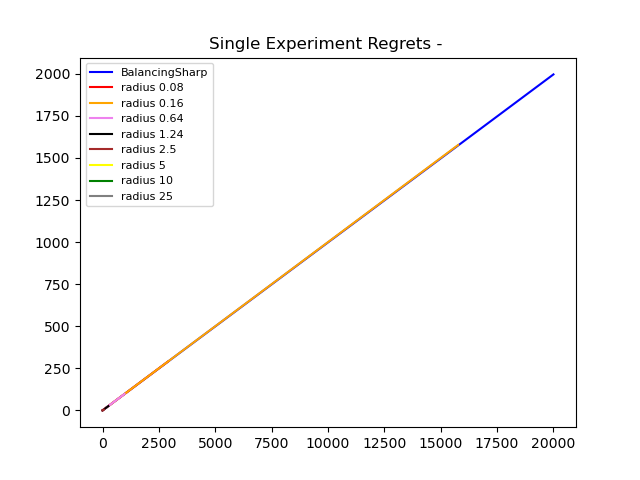 Single Experiment Regrets -
BalancingSharp
radius 0.08
radius 0.16
radius 0.64
radius 1.24
radius 2.5
radius 5
radius 10
radius 25
2000
1750
1500
1250
1000
750
500
250
0
0 2500 5000 7500 10000 12500 15000 17500 20000